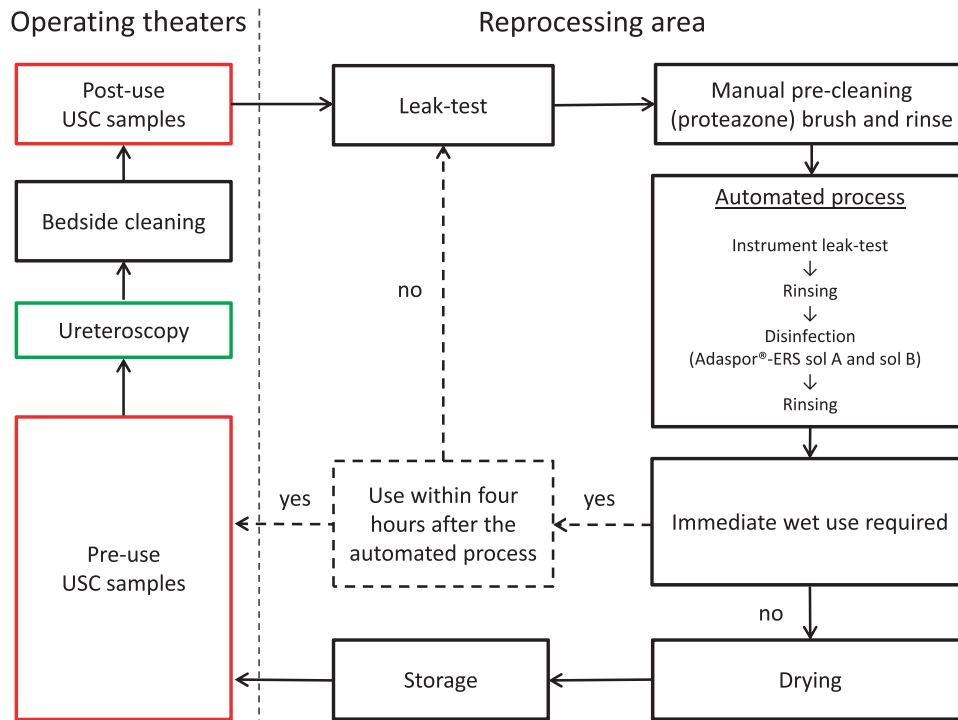 Operating theaters
Reprocessing area
Post-use
USC samples
Leak-test
Manual pre-cleaning
(proteazone) brush and rinse
Bedside cleaning
Automated process
Instrument leak-test
Rinsing
Disinfection
(Adaspor®-ERS sol A and sol B)
Rinsing
no
Ureteroscopy
Pre-use
USC samples
yes
Use within four
hours after the
automated process
yes
Immediate wet use required
no
Storage
Drying